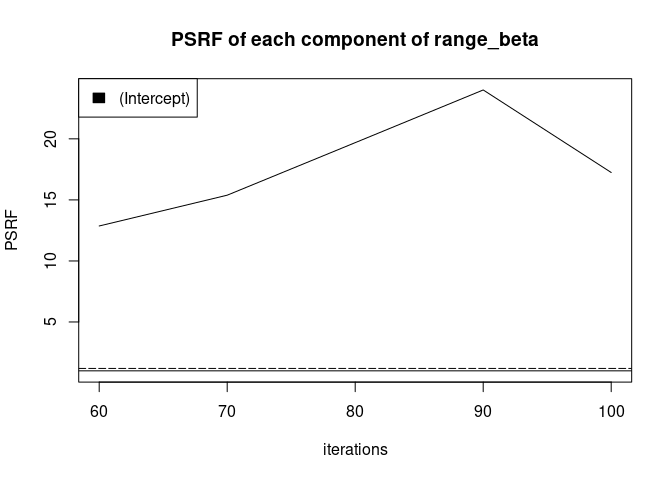 PSRF of each component of range_beta
(Intercept)
PSRF
20
15
10
5
60 70 80 90 100
iterations